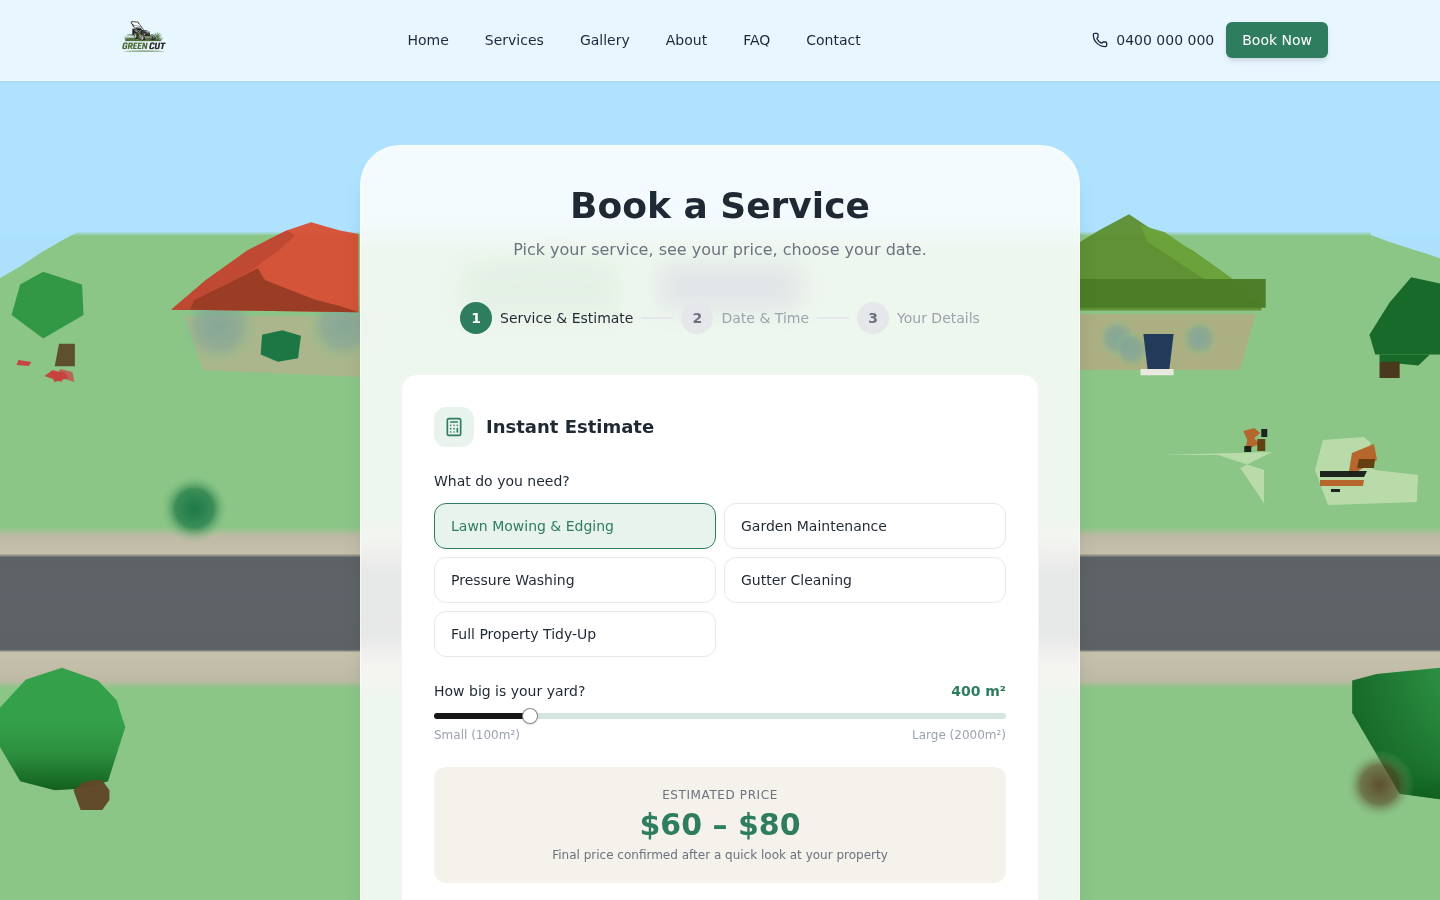 GREEN CUT
Home Services Gallery About FAQ Contact
0400 000 000
Book Now
Book a Service
Pick your service, see your price, choose your date.
1 Service & Estimate 2 Date & Time 3 Your Details
Instant Estimate
What do you need?
Lawn Mowing & Edging
Garden Maintenance
Pressure Washing
Gutter Cleaning
Full Property Tidy-Up
How big is your yard? 400 m²
Small (100m²) Large (2000m²)
ESTIMATED PRICE
$60 – $80
Final price confirmed after a quick look at your property